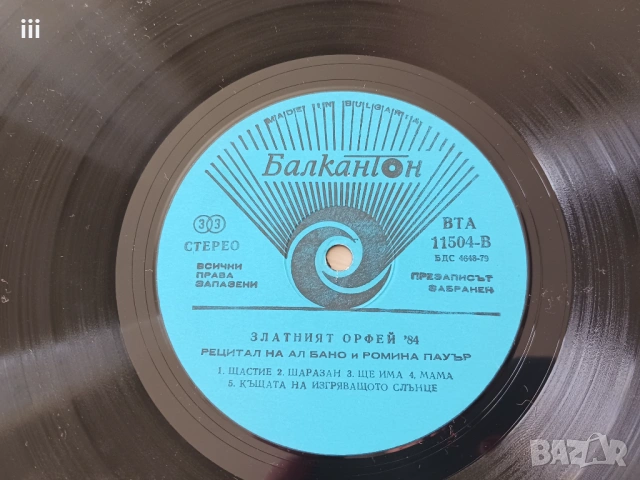 iii
MADE IN BULGARIA
БалканТон
33
СТЕРЕО
ВТА
11504-В
БДС 4648-79
ВСИЧКИ
ПРАВА
ЗАПАЗЕНИ
ПРЕЗАПИСЪТ
ЗАБРАНЕН
ЗЛАТНИЯТ ОРФЕЙ '84
РЕЦИТАЛ НА АЛ БАНО и РОМИНА ПАУЪР
1. ЩАСТИЕ 2. ШАРАЗАН 3. ЩЕ ИМА 4. МАМА
5. КЪЩАТА НА ИЗГРЯВАЩОТО СЛЪНЦЕ
BAZAR